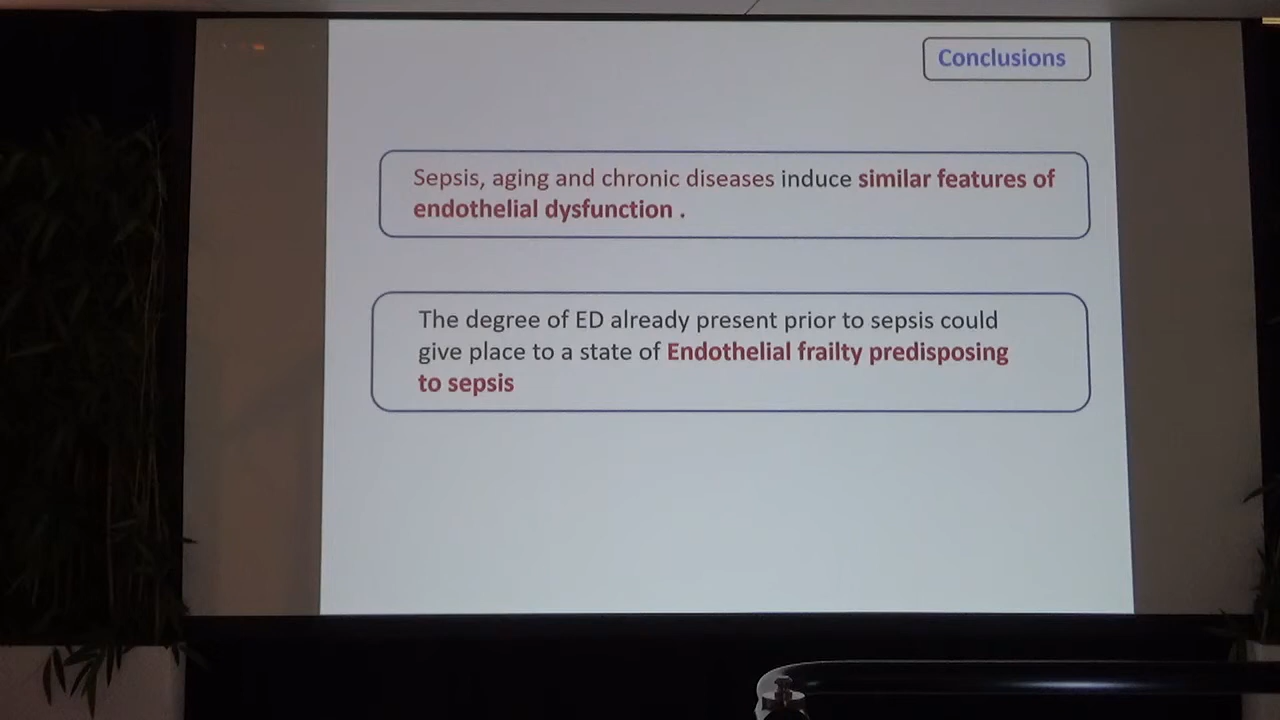 Conclusions
Sepsis, aging and chronic diseases induce similar features of
endothelial dysfunction .
The degree of ED already present prior to sepsis could
give place to a state of Endothelial frailty predisposing
to sepsis